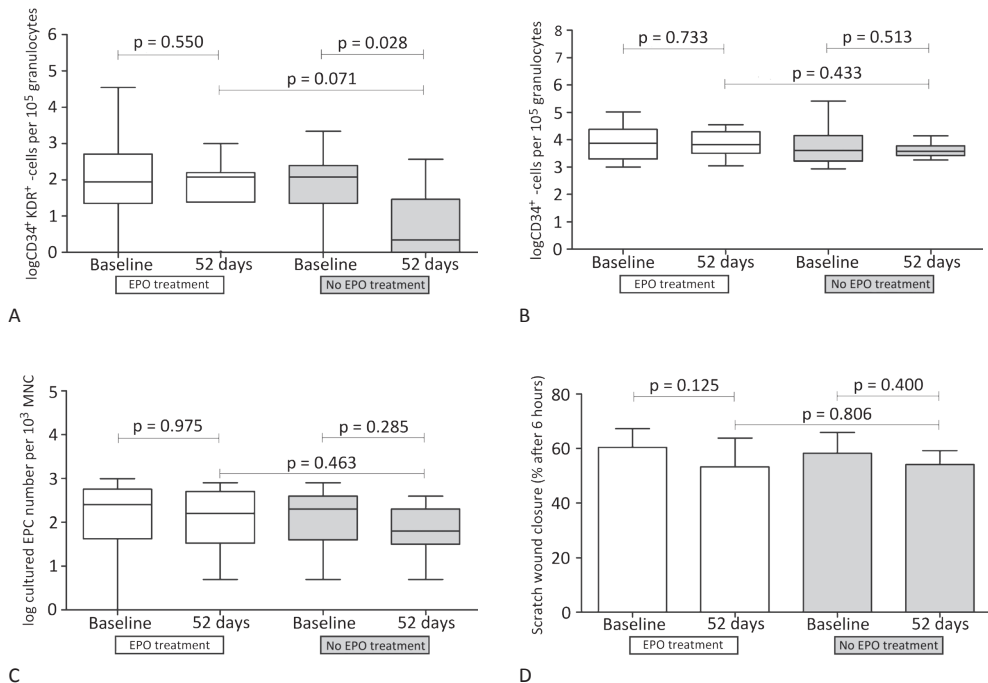 logCD34⁺ KDR⁺ -cells per 10⁵ granulocytes
6
5
4
3
2
1
0
p = 0.550
p = 0.028
p = 0.071
Baseline
52 days
Baseline
52 days
EPO treatment
No EPO treatment
A
logCD34⁺ -cells per 10⁵ granulocytes
8
7
6
5
4
3
2
1
0
p = 0.733
p = 0.513
p = 0.433
Baseline
52 days
Baseline
52 days
EPO treatment
No EPO treatment
B
log cultured EPC number per 10³ MNC
5
4
3
2
1
0
p = 0.975
p = 0.285
p = 0.463
Baseline
52 days
Baseline
52 days
EPO treatment
No EPO treatment
C
Scratch wound closure (% after 6 hours)
80
60
40
20
0
p = 0.125
p = 0.400
p = 0.806
Baseline
52 days
Baseline
52 days
EPO treatment
No EPO treatment
D